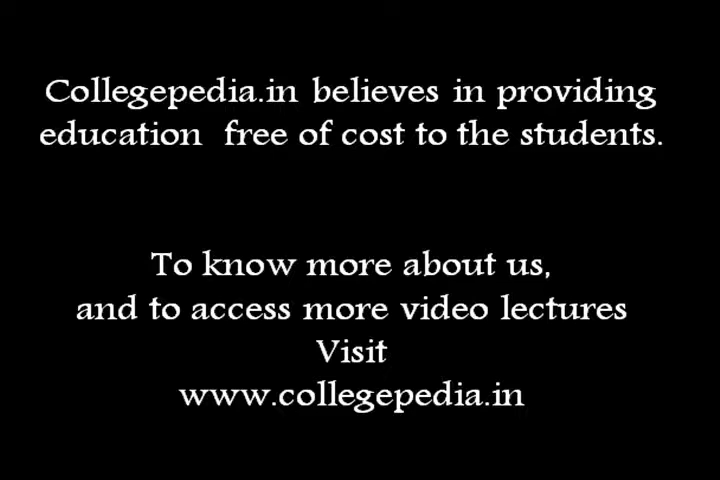 Collegepedia.in believes in providing
education  free of cost to the students.
To know more about us,
and to access more video lectures
Visit
www.collegepedia.in